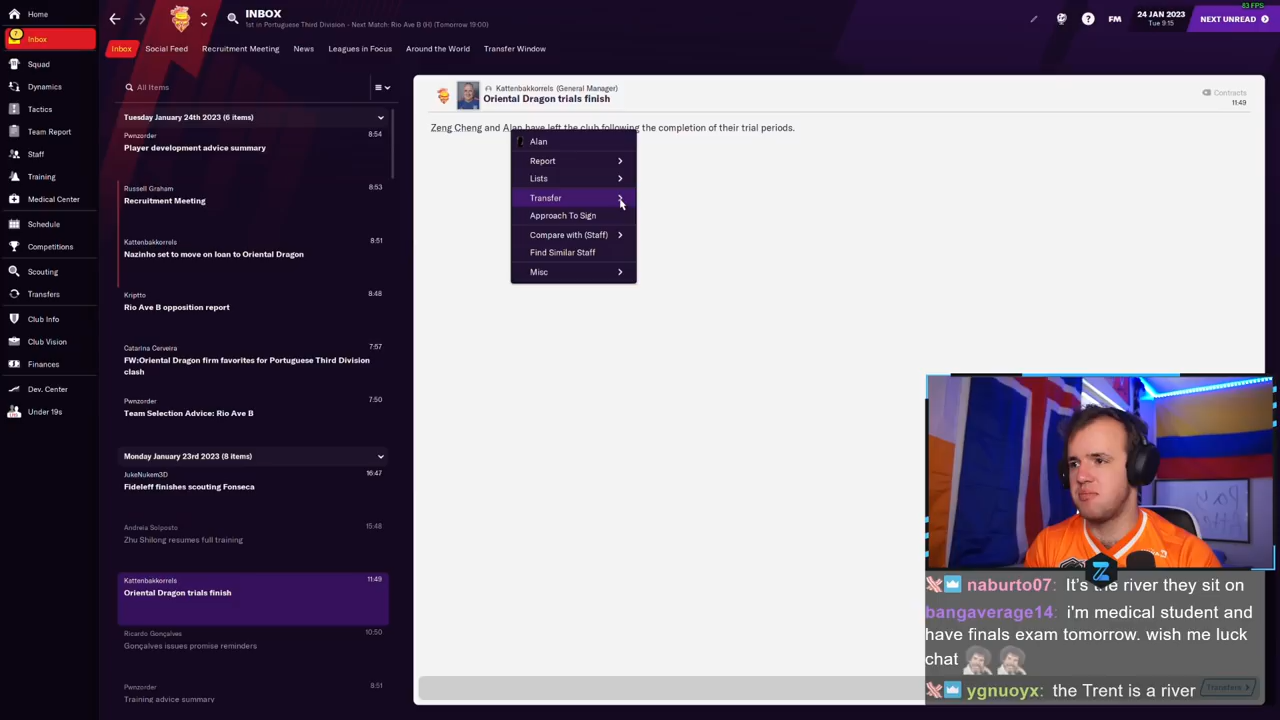 83 FPS
Home
INBOX
1st in Portuguese Third Division - Next Match: Rio Ave B (H) (Tomorrow 19:00)
FM
24 JAN 2023
Tue 9:15
NEXT UNREAD
7
Inbox
Inbox
Social Feed
Recruitment Meeting
News
Leagues in Focus
Around the World
Transfer Window
Squad
Dynamics
Tactics
Team Report
Staff
Training
Medical Center
Schedule
Competitions
Scouting
Transfers
Club Info
Club Vision
Finances
Dev. Center
Under 19s
All Items
Tuesday January 24th 2023 (6 items)
Pwnzorder 8:54
Player development advice summary
Russell Graham 8:53
Recruitment Meeting
Kattenbakkorrels 8:51
Nazinho set to move on loan to Oriental Dragon
Kriptto 8:48
Rio Ave B opposition report
Catarina Cerveira 7:57
FW:Oriental Dragon firm favorites for Portuguese Third Division
clash
Pwnzorder 7:50
Team Selection Advice: Rio Ave B
Monday January 23rd 2023 (8 items)
JukeNukem3D 16:47
Fideleff finishes scouting Fonseca
Andreia Solposto 15:48
Zhu Shilong resumes full training
Kattenbakkorrels 11:49
Oriental Dragon trials finish
Ricardo Gonçalves 10:50
Gonçalves issues promise reminders
Pwnzorder 8:51
Training advice summary
Kattenbakkorrels (General Manager)
Oriental Dragon trials finish
Contracts
11:49
Zeng Cheng and Alan have left the club following the completion of their trial periods.
Alan
Report
Lists
Transfer
Approach To Sign
Compare with (Staff)
Find Similar Staff
Misc
naburto07: It's the river they sit on
bangaverage14: i'm medical student and
have finals exam tomorrow. wish me luck
chat
ygnuoyx: the Trent is a river
Transfers